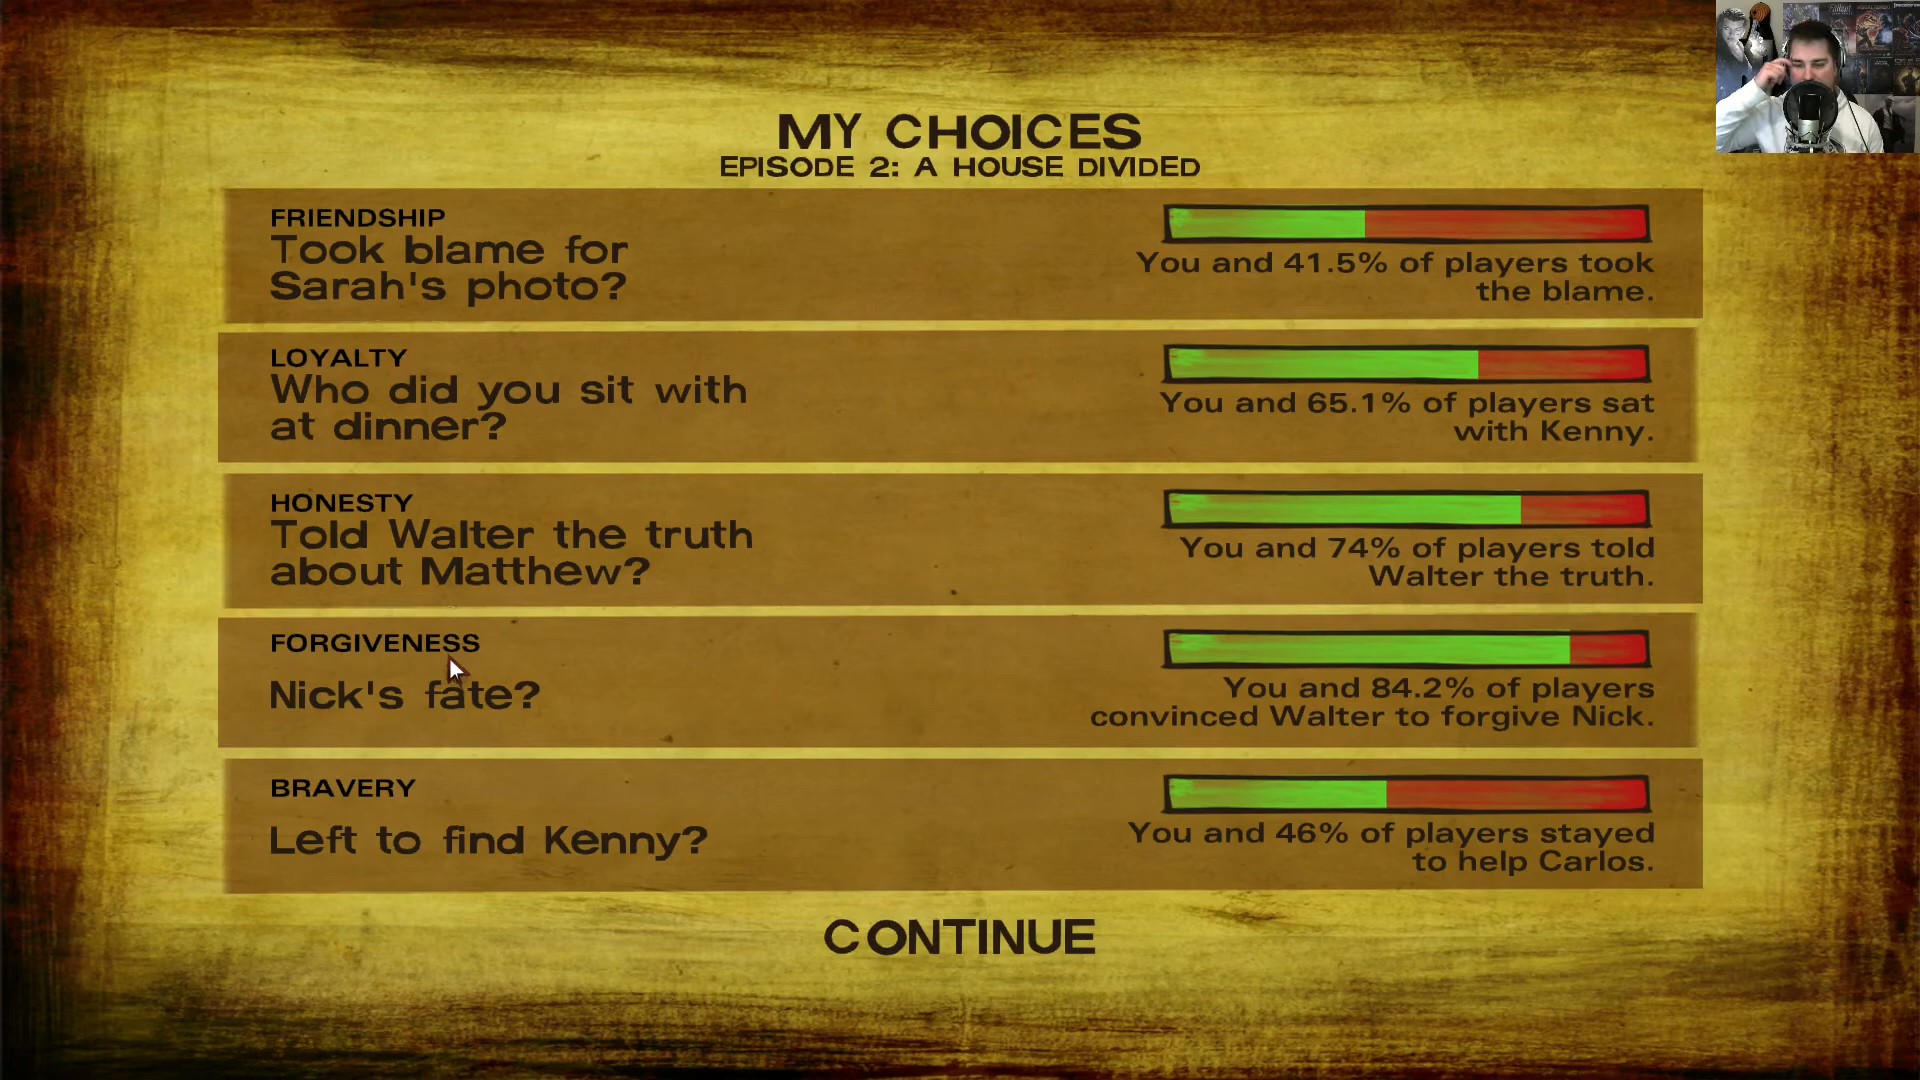 MY CHOICES
EPISODE 2: A HOUSE DIVIDED
FRIENDSHIP
Took blame for
Sarah's photo?
You and 41.5% of players took
the blame.
LOYALTY
Who did you sit with
at dinner?
You and 65.1% of players sat
with Kenny.
HONESTY
Told Walter the truth
about Matthew?
You and 74% of players told
Walter the truth.
FORGIVENESS
Nick's fate?
You and 84.2% of players
convinced Walter to forgive Nick.
BRAVERY
Left to find Kenny?
You and 46% of players stayed
to help Carlos.
CONTINUE